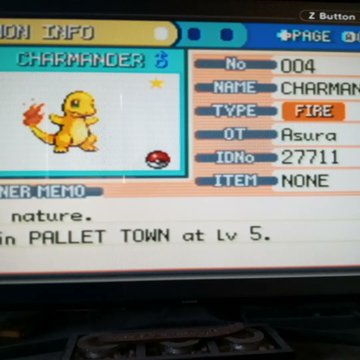 Z Button
MON INFO
PAGE
CHARMANDER ♂
No 004
NAME CHARMAN
TYPE FIRE
OT Asura
IDNo 27711
ITEM NONE
NER MEMO
nature.
in PALLET TOWN at Lv 5.